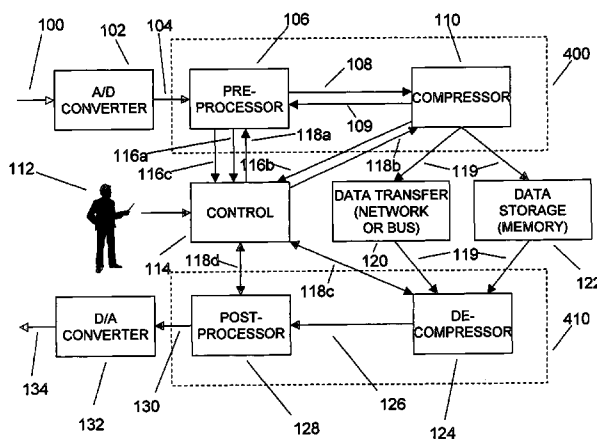 100
102
104
106
108
110
400
A/D
CONVERTER
PRE-
PROCESSOR
COMPRESSOR
109
118a
116a
116c
116b
118b
119
112
CONTROL
DATA TRANSFER
(NETWORK
OR BUS)
DATA
STORAGE
(MEMORY)
114
118d
118c
120
119
122
D/A
CONVERTER
POST-
PROCESSOR
DE-
COMPRESSOR
410
134
132
130
128
126
124